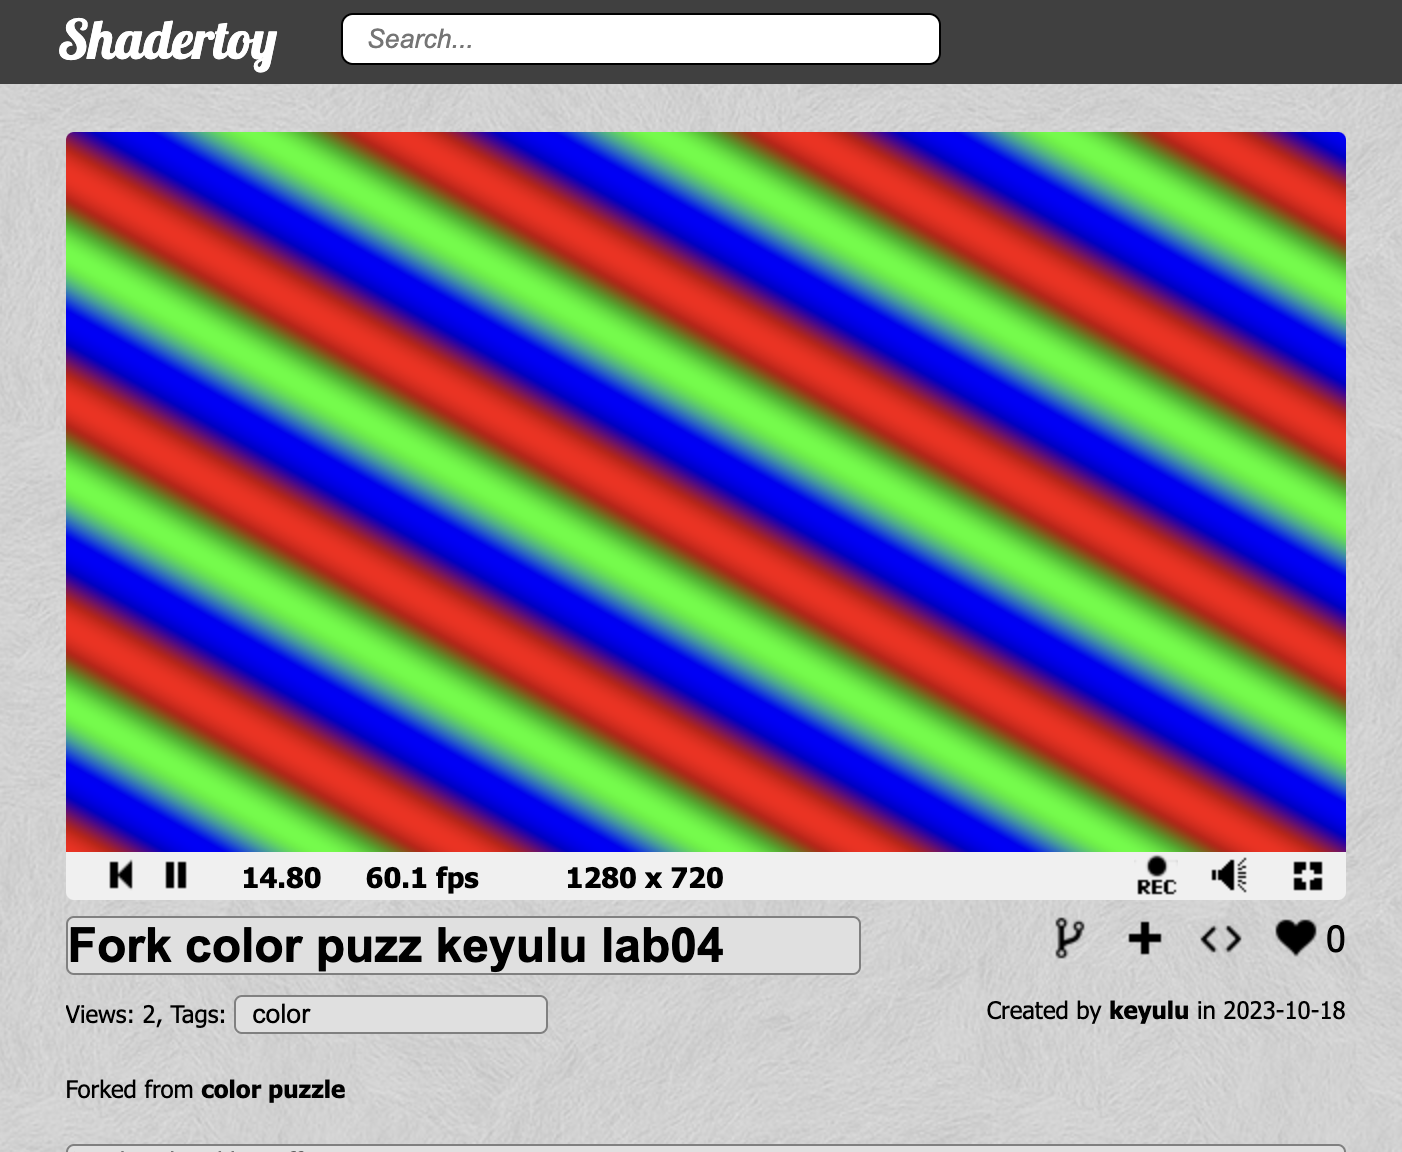 Shadertoy
Search...
14.80 60.1 fps 1280 x 720
REC
Fork color puzz keyulu lab04
0
Views: 2, Tags: color
Created by keyulu in 2023-10-18
Forked from color puzzle